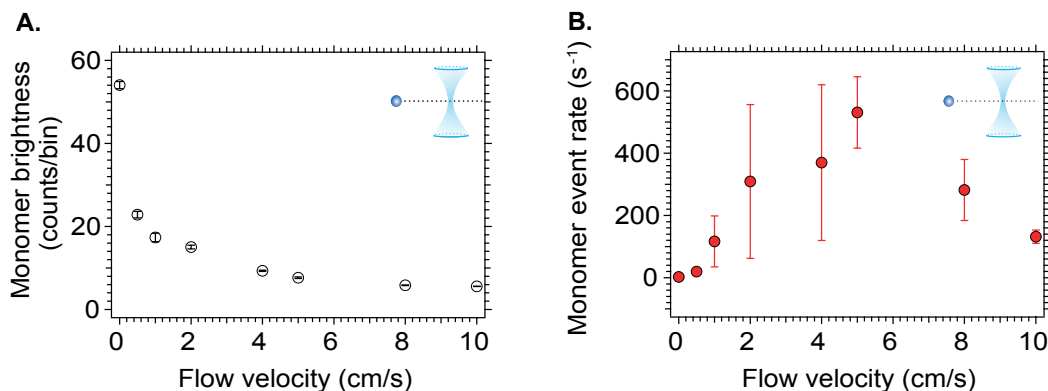 A.
Monomer brightness
(counts/bin)
60
40
20
0
0 2 4 6 8 10
Flow velocity (cm/s)
B.
Monomer event rate (s⁻¹)
600
400
200
0
0 2 4 6 8 10
Flow velocity (cm/s)